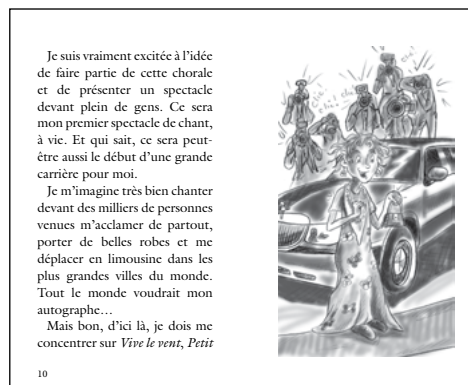 Je suis vraiment excitée à l'idée
de faire partie de cette chorale
et de présenter un spectacle
devant plein de gens. Ce sera
mon premier spectacle de chant,
à vie. Et qui sait, ce sera peut-
être aussi le début d'une grande
carrière pour moi.
Je m'imagine très bien chanter
devant des milliers de personnes
venues m'acclamer de partout,
porter de belles robes et me
déplacer en limousine dans les
plus grandes villes du monde.
Tout le monde voudrait mon
autographe…
Mais bon, d'ici là, je dois me
concentrer sur Vive le vent, Petit
10